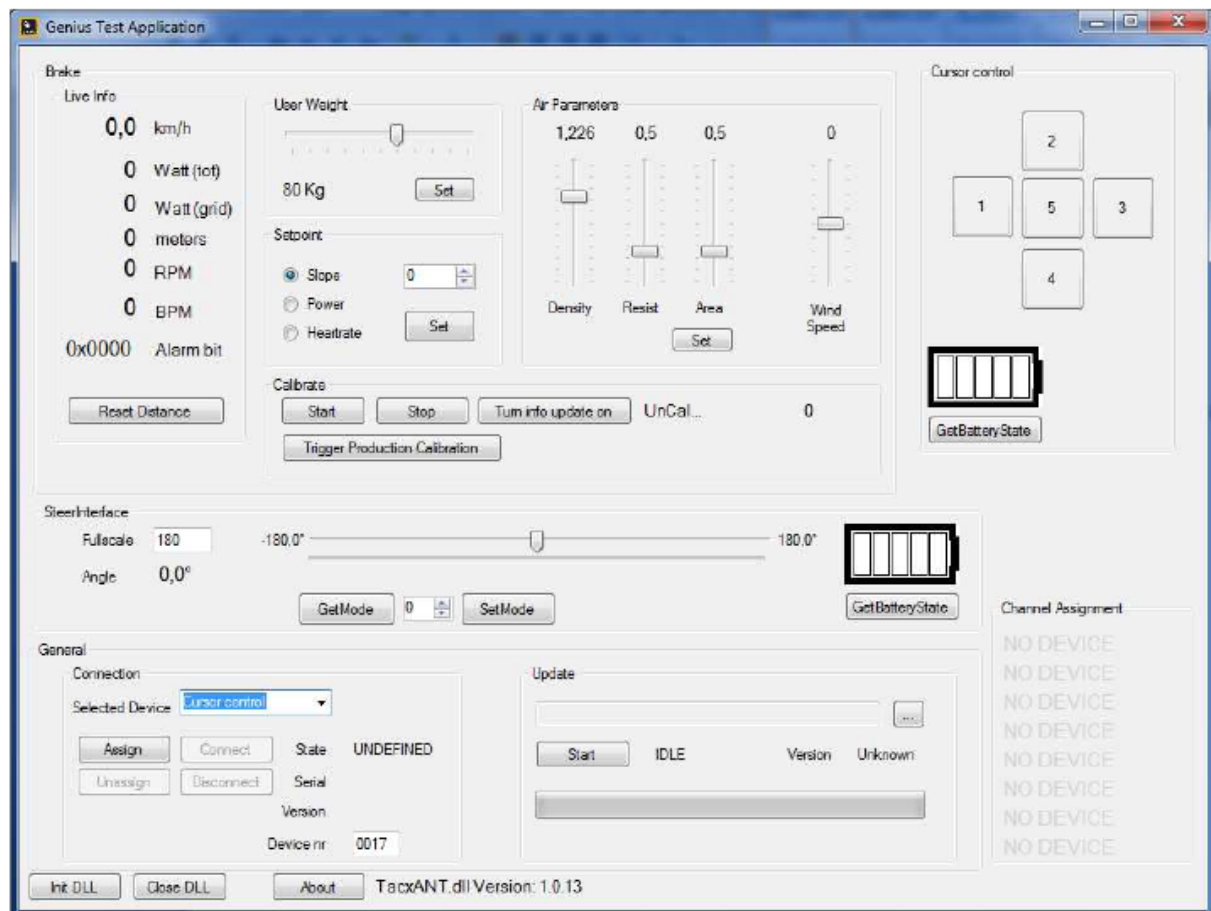 Genius Test Application
Brake
Live Info
0,0 km/h
0 Watt (tot)
0 Watt (grid)
0 meters
0 RPM
0 BPM
0x0000 Alarm bit
Reset Distance
User Weight
80 Kg Set
Setpoint
Slope 0
Power
Heartrate
Set
Air Parameters
1,226 0,5 0,5 0
Density Resist Area Wind Speed
Set
Calibrate
Start Stop Turn info update on UnCal... 0
Trigger Production Calibration
Cursor control
2
1 5 3
4
GetBatteryState
SteerInterface
Fullscale 180 -180,0° 180,0°
Angle 0,0°
GetMode 0 SetMode
GetBatteryState
General
Connection
Selected Device Cursor control
Assign Connect State UNDEFINED
Unassign Disconnect Serial
Version
Device nr 0017
Update
...
Start IDLE Version Unknown
Channel Assignment
NO DEVICE
NO DEVICE
NO DEVICE
NO DEVICE
NO DEVICE
NO DEVICE
NO DEVICE
NO DEVICE
Init DLL Close DLL About TacxANT.dll Version: 1.0.13